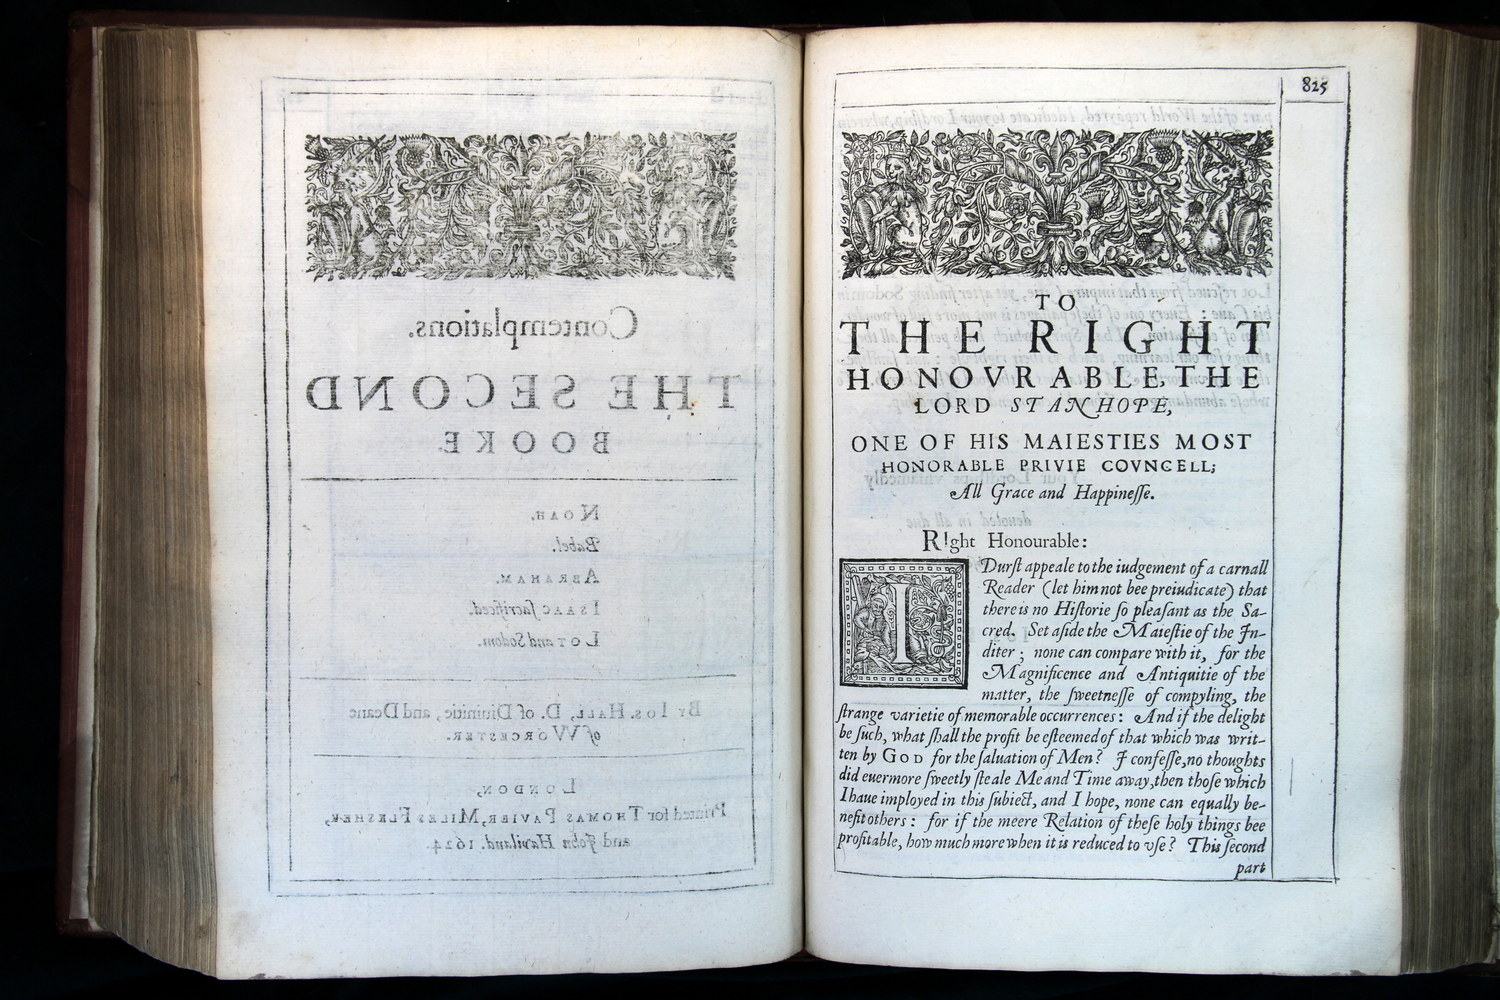 Contemplations.
THE SECOND
BOOKE
NOAH.
Babel.
ABRAHAM.
ISAAC sacrificed.
LOT and Sodom.
By Ios. HALL, D. of Diuinitie, and Deane
of WORCESTER.
LONDON,
Printed for THOMAS PAVIER, MILES FLESHER,
and John Haviland. 1624.
825
TO
THE RIGHT
HONOVRABLE, THE
LORD STANHOPE,
ONE OF HIS MAIESTIES MOST
HONORABLE PRIVIE COVNCELL;
All Grace and Happinesse.
RIght Honourable:
I Durst appeale to the iudgement of a carnall
Reader (let him not bee preiudicate) that
there is no Historie so pleasant as the Sa-
cred. Set aside the Maiestie of the In-
diter; none can compare with it, for the
Magnificence and Antiquitie of the
matter, the sweetnesse of compyling, the
strange varietie of memorable occurrences: And if the delight
be such, what shall the profit be esteemed of that which was writ-
ten by GOD for the saluation of Men? I confesse, no thoughts
did euermore sweetly steale Me and Time away, then those which
I haue imployed in this subiect, and I hope, none can equally be-
nefit others: for if the meere Relation of these holy things bee
profitable, how much more when it is reduced to vse? This second
part